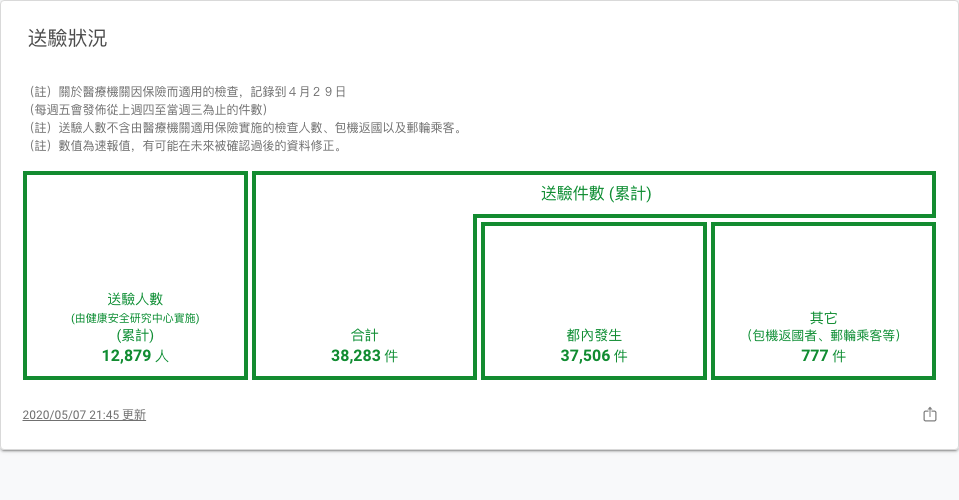 送驗狀況
（註）關於醫療機關因保險而適用的檢查，記錄到４月２９日
(每週五會發佈從上週四至當週三為止的件數)
（註）送驗人數不含由醫療機關適用保險實施的檢查人數、包機返國以及郵輪乘客。
（註）數值為速報值，有可能在未來被確認過後的資料修正。
送驗件數 (累計)
送驗人數
(由健康安全研究中心實施)
(累計)
12,879 人
合計
38,283 件
都內發生
37,506 件
其它
（包機返國者、郵輪乘客等）
777 件
2020/05/07 21:45 更新